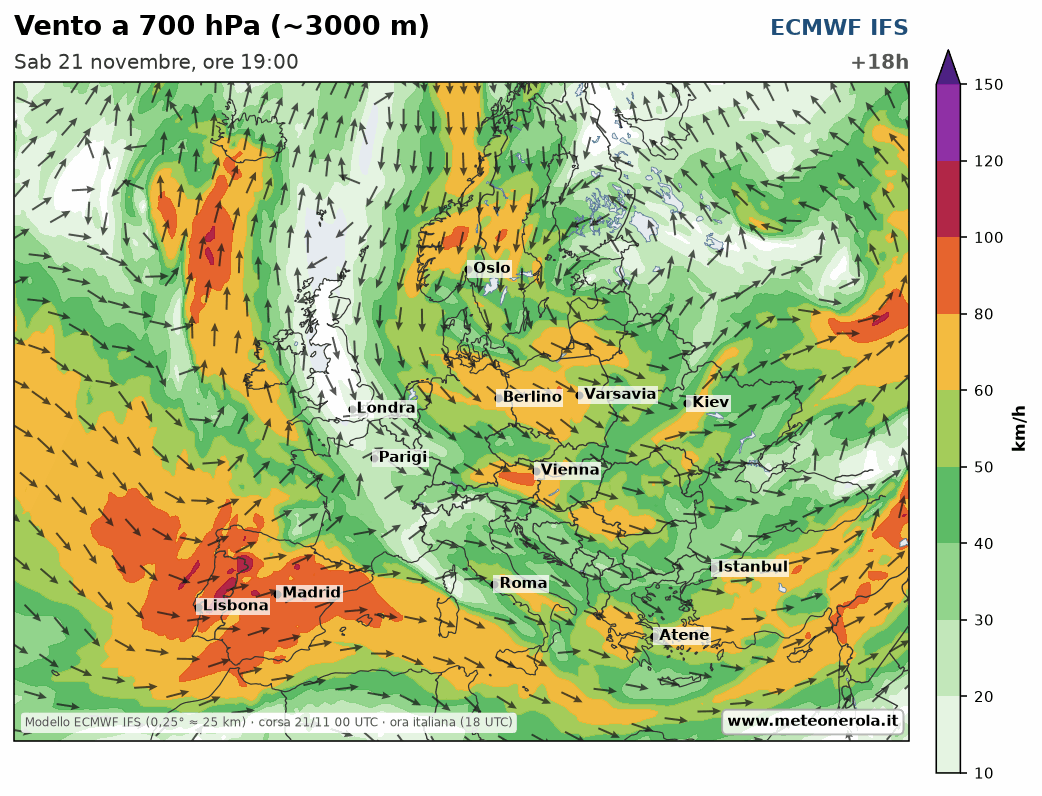 Vento a 700 hPa (~3000 m)
ECMWF IFS
Sab 21 novembre, ore 19:00
+18h
150
120
100
80
60
50
40
30
20
10
km/h
Oslo
Londra
Berlino
Varsavia
Kiev
Parigi
Vienna
Roma
Istanbul
Madrid
Lisbona
Atene
Modello ECMWF IFS (0,25° ≈ 25 km) · corsa 21/11 00 UTC · ora italiana (18 UTC)
www.meteonerola.it